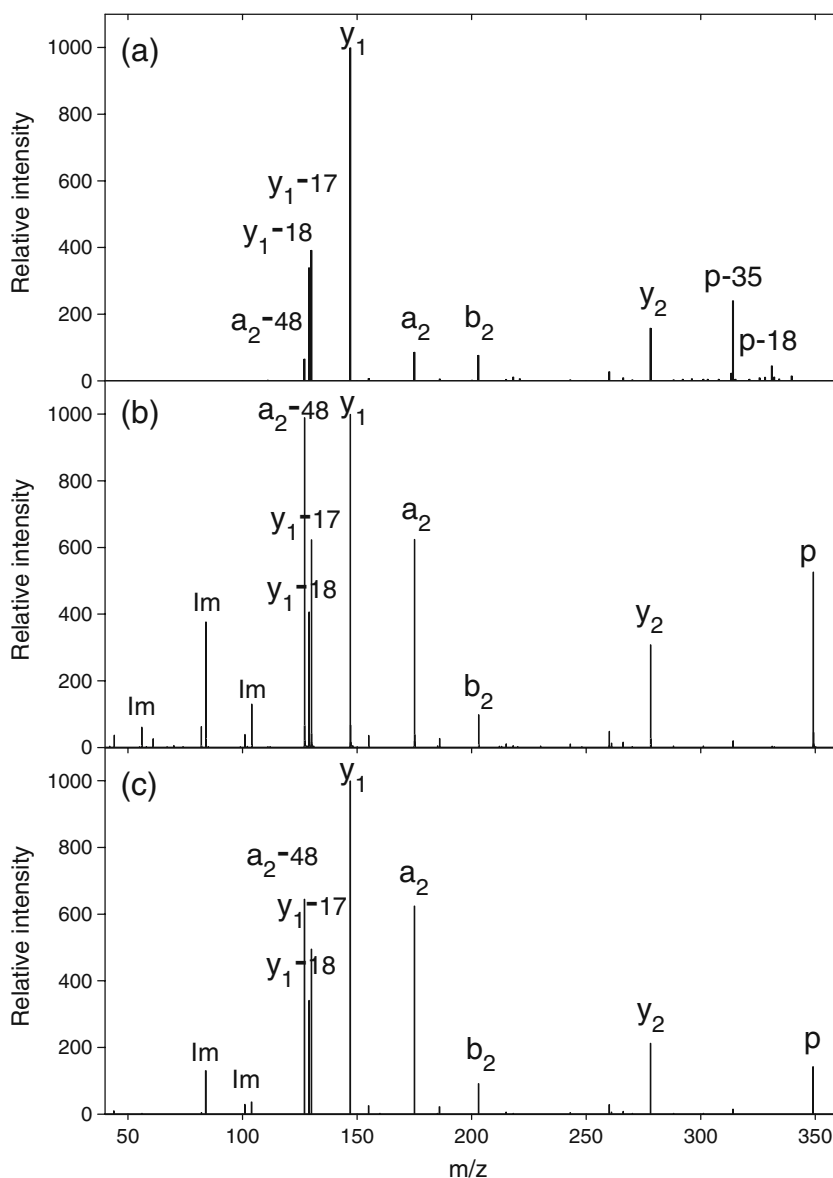 (a)
y1
1000
800
600
400
200
0
Relative intensity
y1-17
y1-18
a2-48
a2
b2
y2
p-35
p-18
(b)
a2-48
y1
1000
800
600
400
200
0
Relative intensity
y1-17
y1-18
a2
Im
Im
Im
b2
y2
p
(c)
y1
1000
800
600
400
200
0
Relative intensity
a2-48
y1-17
y1-18
a2
Im
Im
b2
y2
p
50 100 150 200 250 300 350
m/z